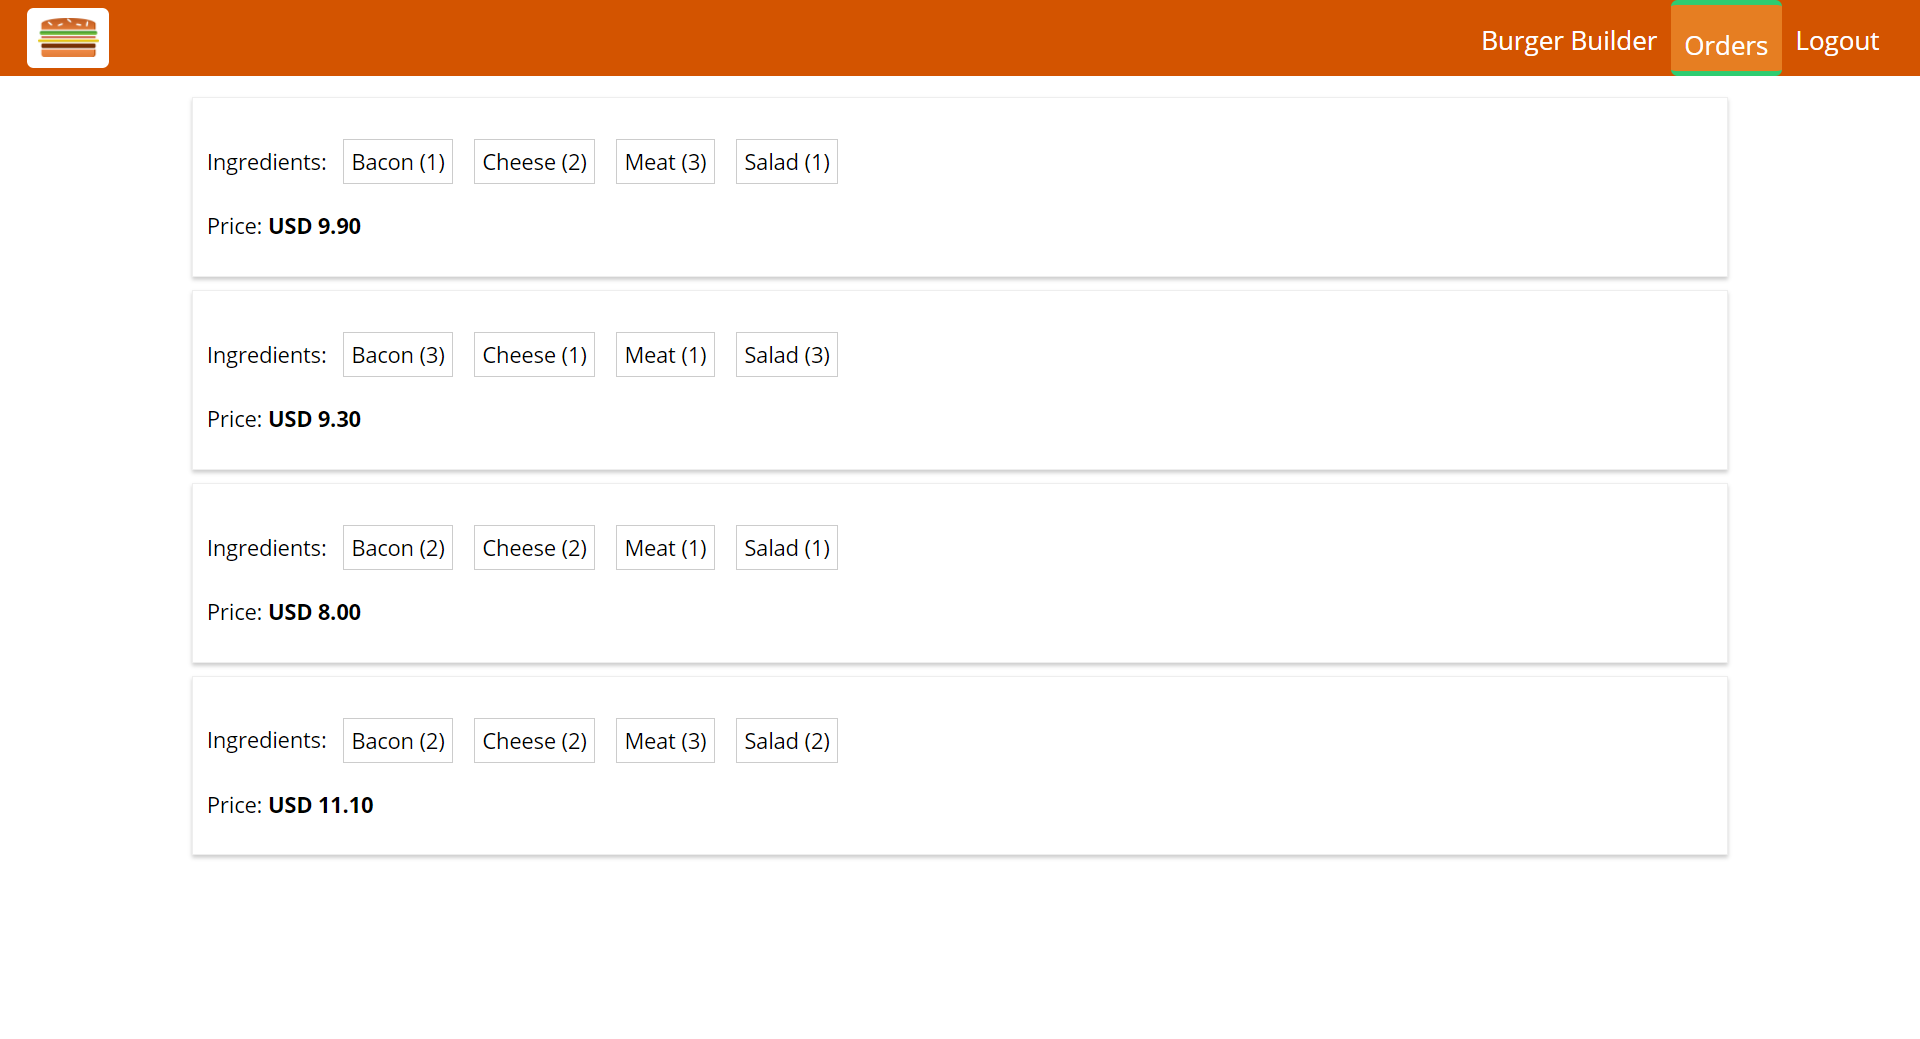 Burger Builder Orders Logout
Ingredients: Bacon (1) Cheese (2) Meat (3) Salad (1)
Price: USD 9.90
Ingredients: Bacon (3) Cheese (1) Meat (1) Salad (3)
Price: USD 9.30
Ingredients: Bacon (2) Cheese (2) Meat (1) Salad (1)
Price: USD 8.00
Ingredients: Bacon (2) Cheese (2) Meat (3) Salad (2)
Price: USD 11.10